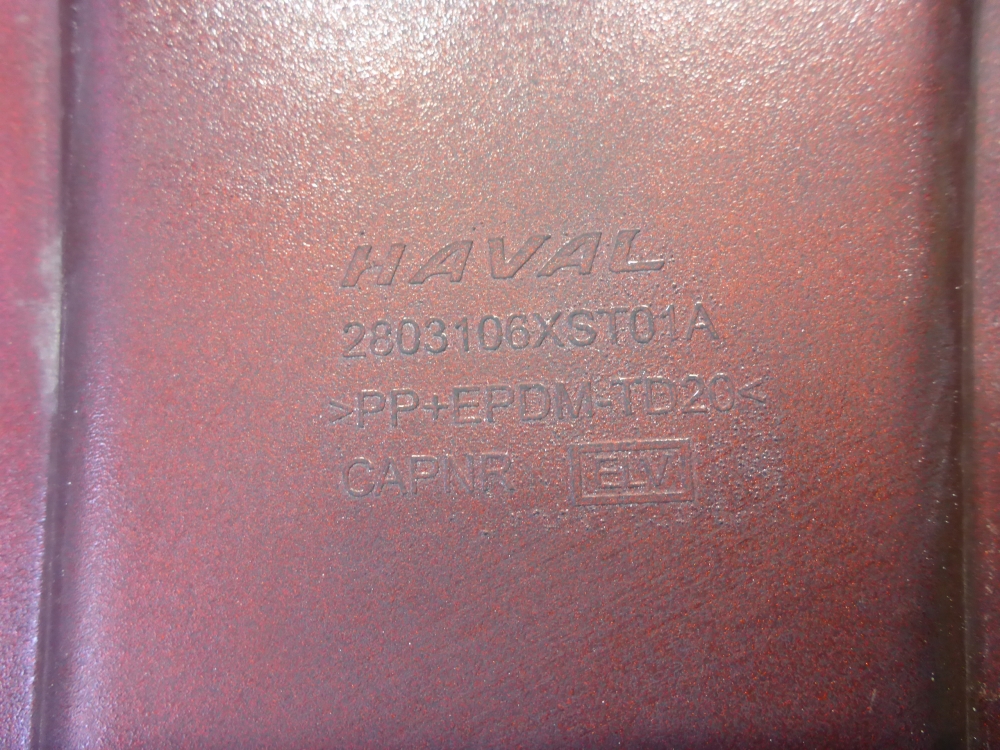 HAVAL
2803106XST01A
>PP+EPDM-TD20<
CAPNR ELV